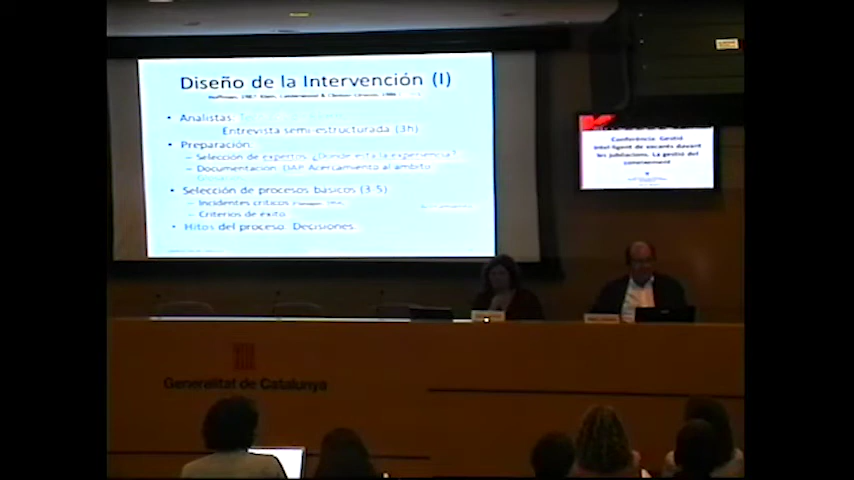 Diseño de la Intervención (I)
• Analistas:
Entrevista semi-estructurada (3h)
• Preparación:
– Selección de expertos: ¿Dónde está la experiencia?
– Documentación: Acercamiento al ámbito
• Selección de procesos básicos (3-5)
– Incidentes críticos
– Criterios de éxito
• Hitos del proceso: Decisiones
Conferència: Gestió
intel·ligent de vacants davant
les jubilacions. La gestió del
coneixement
Generalitat de Catalunya